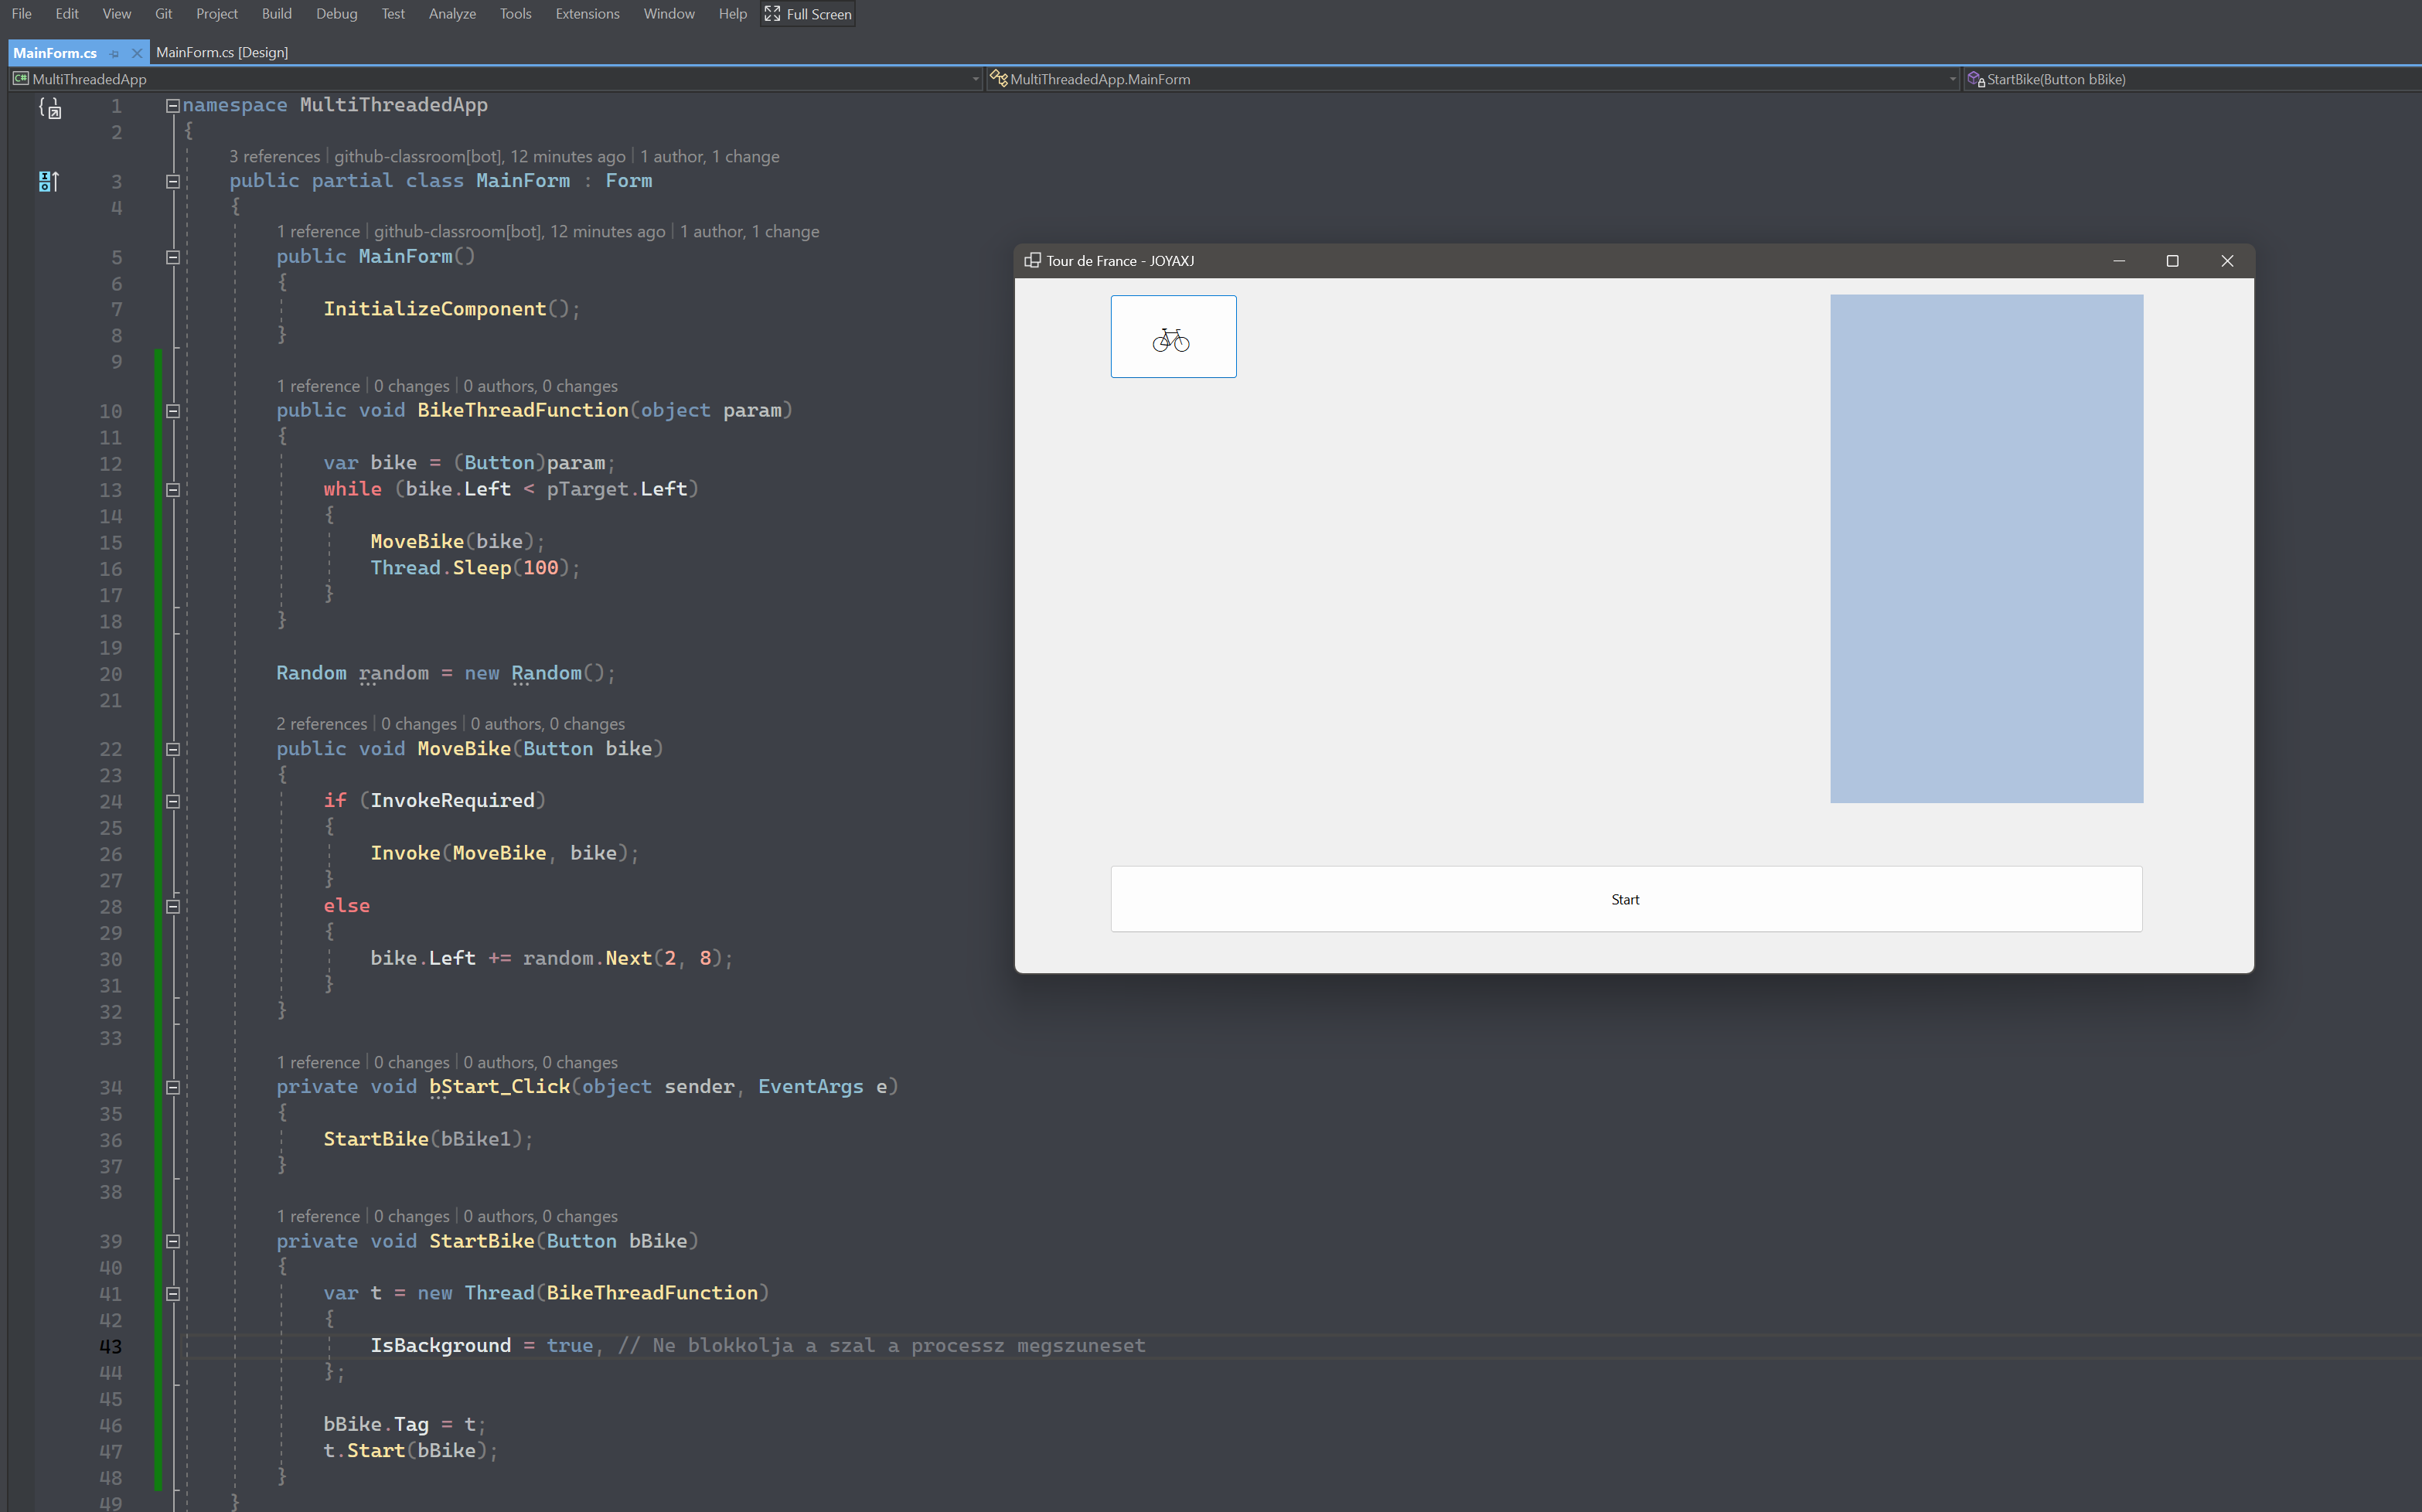 File Edit View Git Project Build Debug Test Analyze Tools Extensions Window Help Full Screen
MainForm.cs MainForm.cs [Design]
C# MultiThreadedApp MultiThreadedApp.MainForm StartBike(Button bBike)
1 namespace MultiThreadedApp
2 {
3 references | github-classroom[bot], 12 minutes ago | 1 author, 1 change
3 public partial class MainForm : Form
4 {
1 reference | github-classroom[bot], 12 minutes ago | 1 author, 1 change
5 public MainForm()
6 {
7 InitializeComponent();
8 }
9
1 reference | 0 changes | 0 authors, 0 changes
10 public void BikeThreadFunction(object param)
11 {
12 var bike = (Button)param;
13 while (bike.Left < pTarget.Left)
14 {
15 MoveBike(bike);
16 Thread.Sleep(100);
17 }
18 }
19
20 Random random = new Random();
21
2 references | 0 changes | 0 authors, 0 changes
22 public void MoveBike(Button bike)
23 {
24 if (InvokeRequired)
25 {
26 Invoke(MoveBike, bike);
27 }
28 else
29 {
30 bike.Left += random.Next(2, 8);
31 }
32 }
33
1 reference | 0 changes | 0 authors, 0 changes
34 private void bStart_Click(object sender, EventArgs e)
35 {
36 StartBike(bBike1);
37 }
38
1 reference | 0 changes | 0 authors, 0 changes
39 private void StartBike(Button bBike)
40 {
41 var t = new Thread(BikeThreadFunction)
42 {
43 IsBackground = true, // Ne blokkolja a szal a processz megszuneset
44 };
45
46 bBike.Tag = t;
47 t.Start(bBike);
48 }
49 }
Tour de France - JOYAXJ
Start